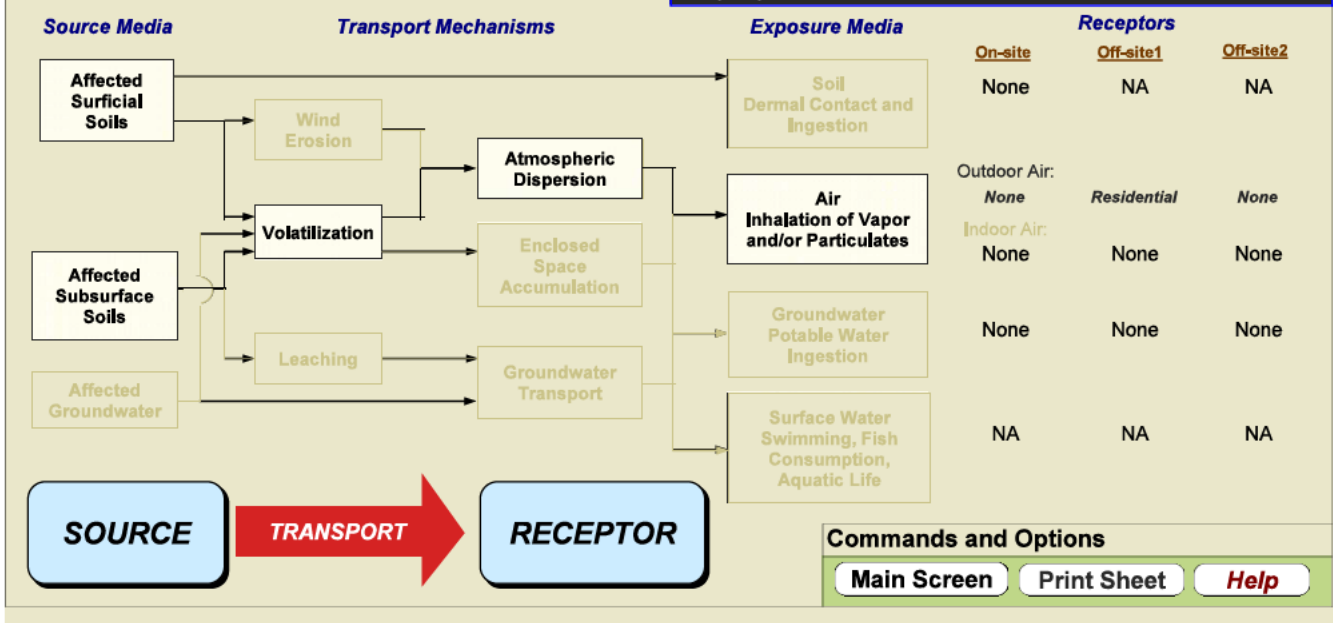 Source Media
Transport Mechanisms
Exposure Media
Receptors
On-site
Off-site1
Off-site2
Affected
Surficial
Soils
Wind
Erosion
Soil
Dermal Contact and
Ingestion
None
NA
NA
Atmospheric
Dispersion
Air
Inhalation of Vapor
and/or Particulates
Outdoor Air:
None
Residential
None
Indoor Air:
None
None
None
Volatilization
Enclosed
Space
Accumulation
Affected
Subsurface
Soils
Groundwater
Potable Water
Ingestion
None
None
None
Leaching
Groundwater
Transport
Affected
Groundwater
Surface Water
Swimming, Fish
Consumption,
Aquatic Life
NA
NA
NA
SOURCE
TRANSPORT
RECEPTOR
Commands and Options
Main Screen
Print Sheet
Help